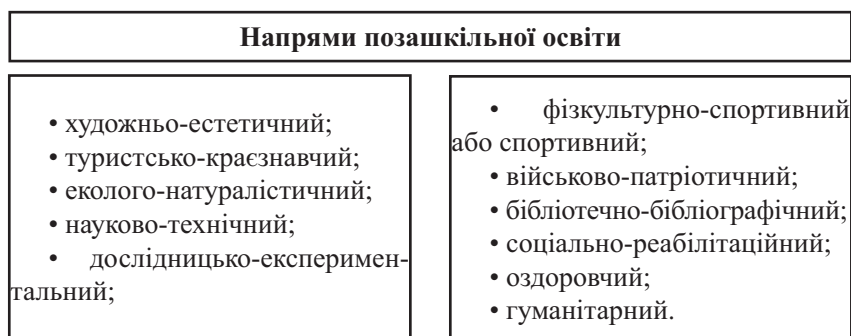 Напрями позашкільної освіти
• художньо-естетичний;
• туристсько-краєзнавчий;
• еколого-натуралістичний;
• науково-технічний;
• дослідницько-експеримен-
тальний;
• фізкультурно-спортивний
або спортивний;
• військово-патріотичний;
• бібліотечно-бібліографічний;
• соціально-реабілітаційний;
• оздоровчий;
• гуманітарний.